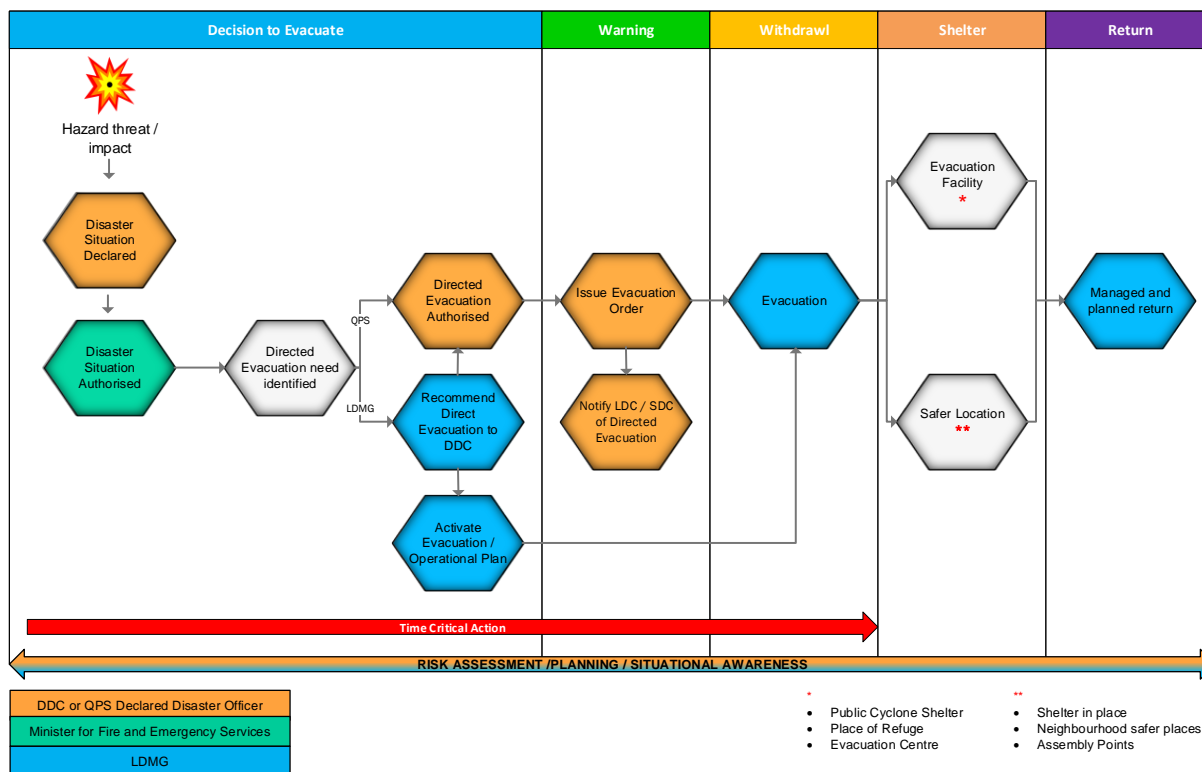 Decision to Evacuate
Warning
Withdrawl
Shelter
Return
Hazard threat /
impact
Disaster
Situation
Declared
Disaster
Situation
Authorised
Directed
Evacuation need
identified
QPS
LDMG
Directed
Evacuation
Authorised
Recommend
Direct
Evacuation to
DDC
Activate
Evacuation /
Operational Plan
Issue Evacuation
Order
Notify LDC / SDC
of Directed
Evacuation
Evacuation
Evacuation
Facility
*
Safer Location
**
Managed and
planned return
Time Critical Action
RISK ASSESSMENT /PLANNING / SITUATIONAL AWARENESS
DDC or QPS Declared Disaster Officer
Minister for Fire and Emergency Services
LDMG
*
• Public Cyclone Shelter
• Place of Refuge
• Evacuation Centre
**
• Shelter in place
• Neighbourhood safer places
• Assembly Points